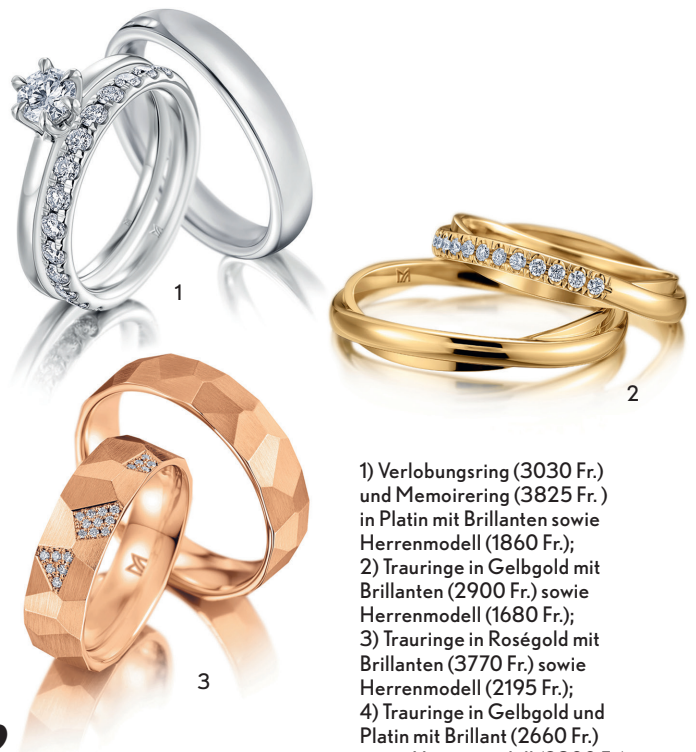 1
2
3
1) Verlobungsring (3030 Fr.)
und Memoirering (3825 Fr. )
in Platin mit Brillanten sowie
Herrenmodell (1860 Fr.);
2) Trauringe in Gelbgold mit
Brillanten (2900 Fr.) sowie
Herrenmodell (1680 Fr.);
3) Trauringe in Roségold mit
Brillanten (3770 Fr.) sowie
Herrenmodell (2195 Fr.);
4) Trauringe in Gelbgold und
Platin mit Brillant (2660 Fr.)